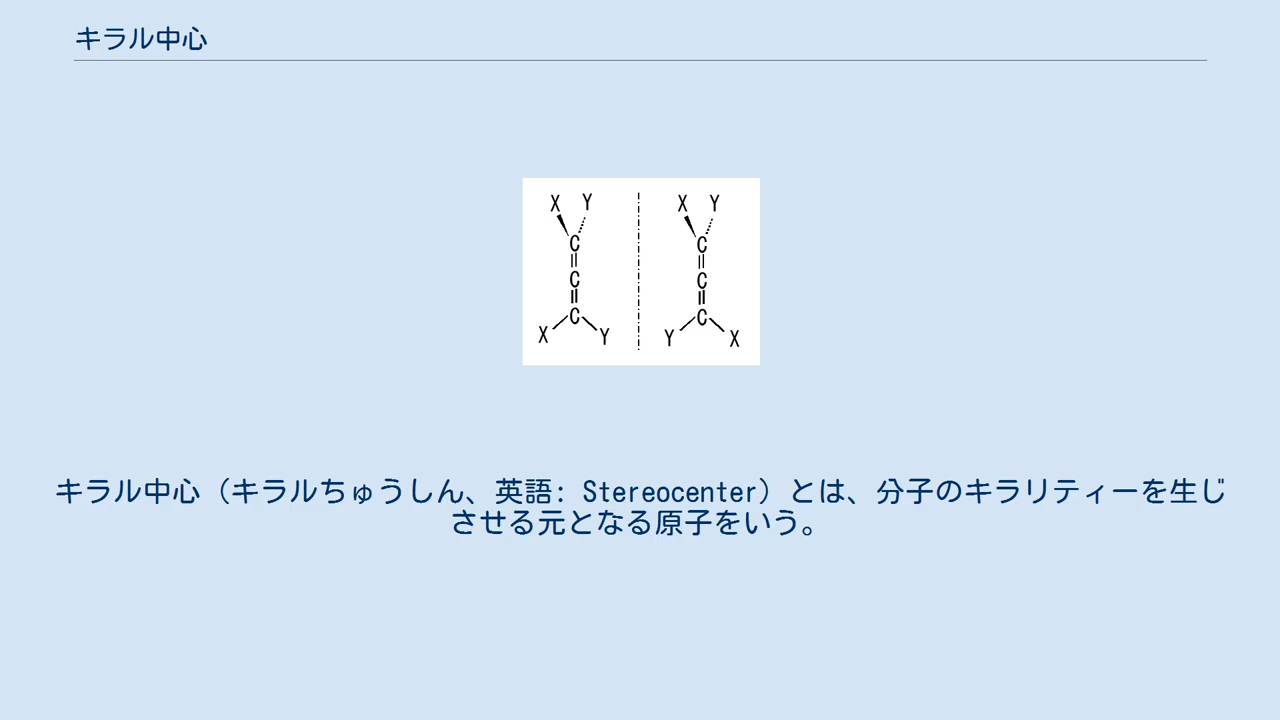 キラル中心
X Y X Y
C C
C C
C C
X Y Y X
キラル中心（キラルちゅうしん、英語: Stereocenter）とは、分子のキラリティーを生じ
させる元となる原子をいう。